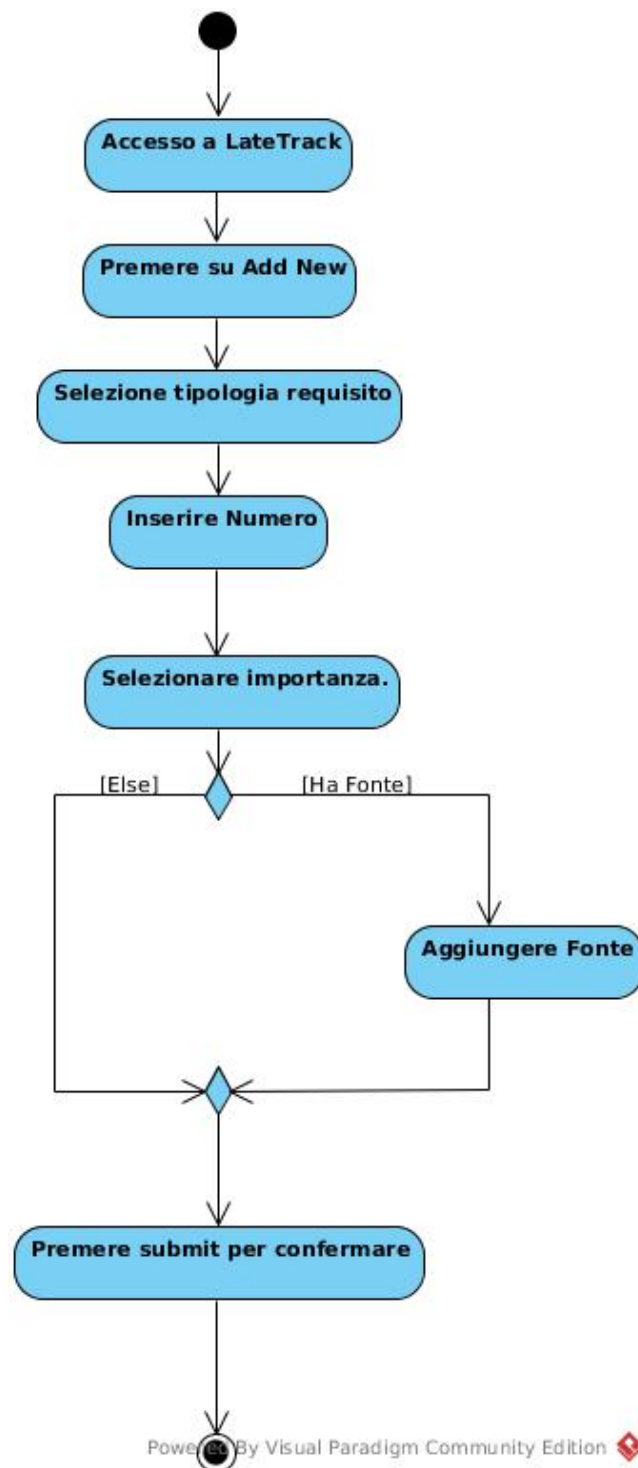 Accesso a LateTrack
Premere su Add New
Selezione tipologia requisito
Inserire Numero
Selezionare importanza.
[Else]
[Ha Fonte]
Aggiungere Fonte
Premere submit per confermare
Powered By Visual Paradigm Community Edition